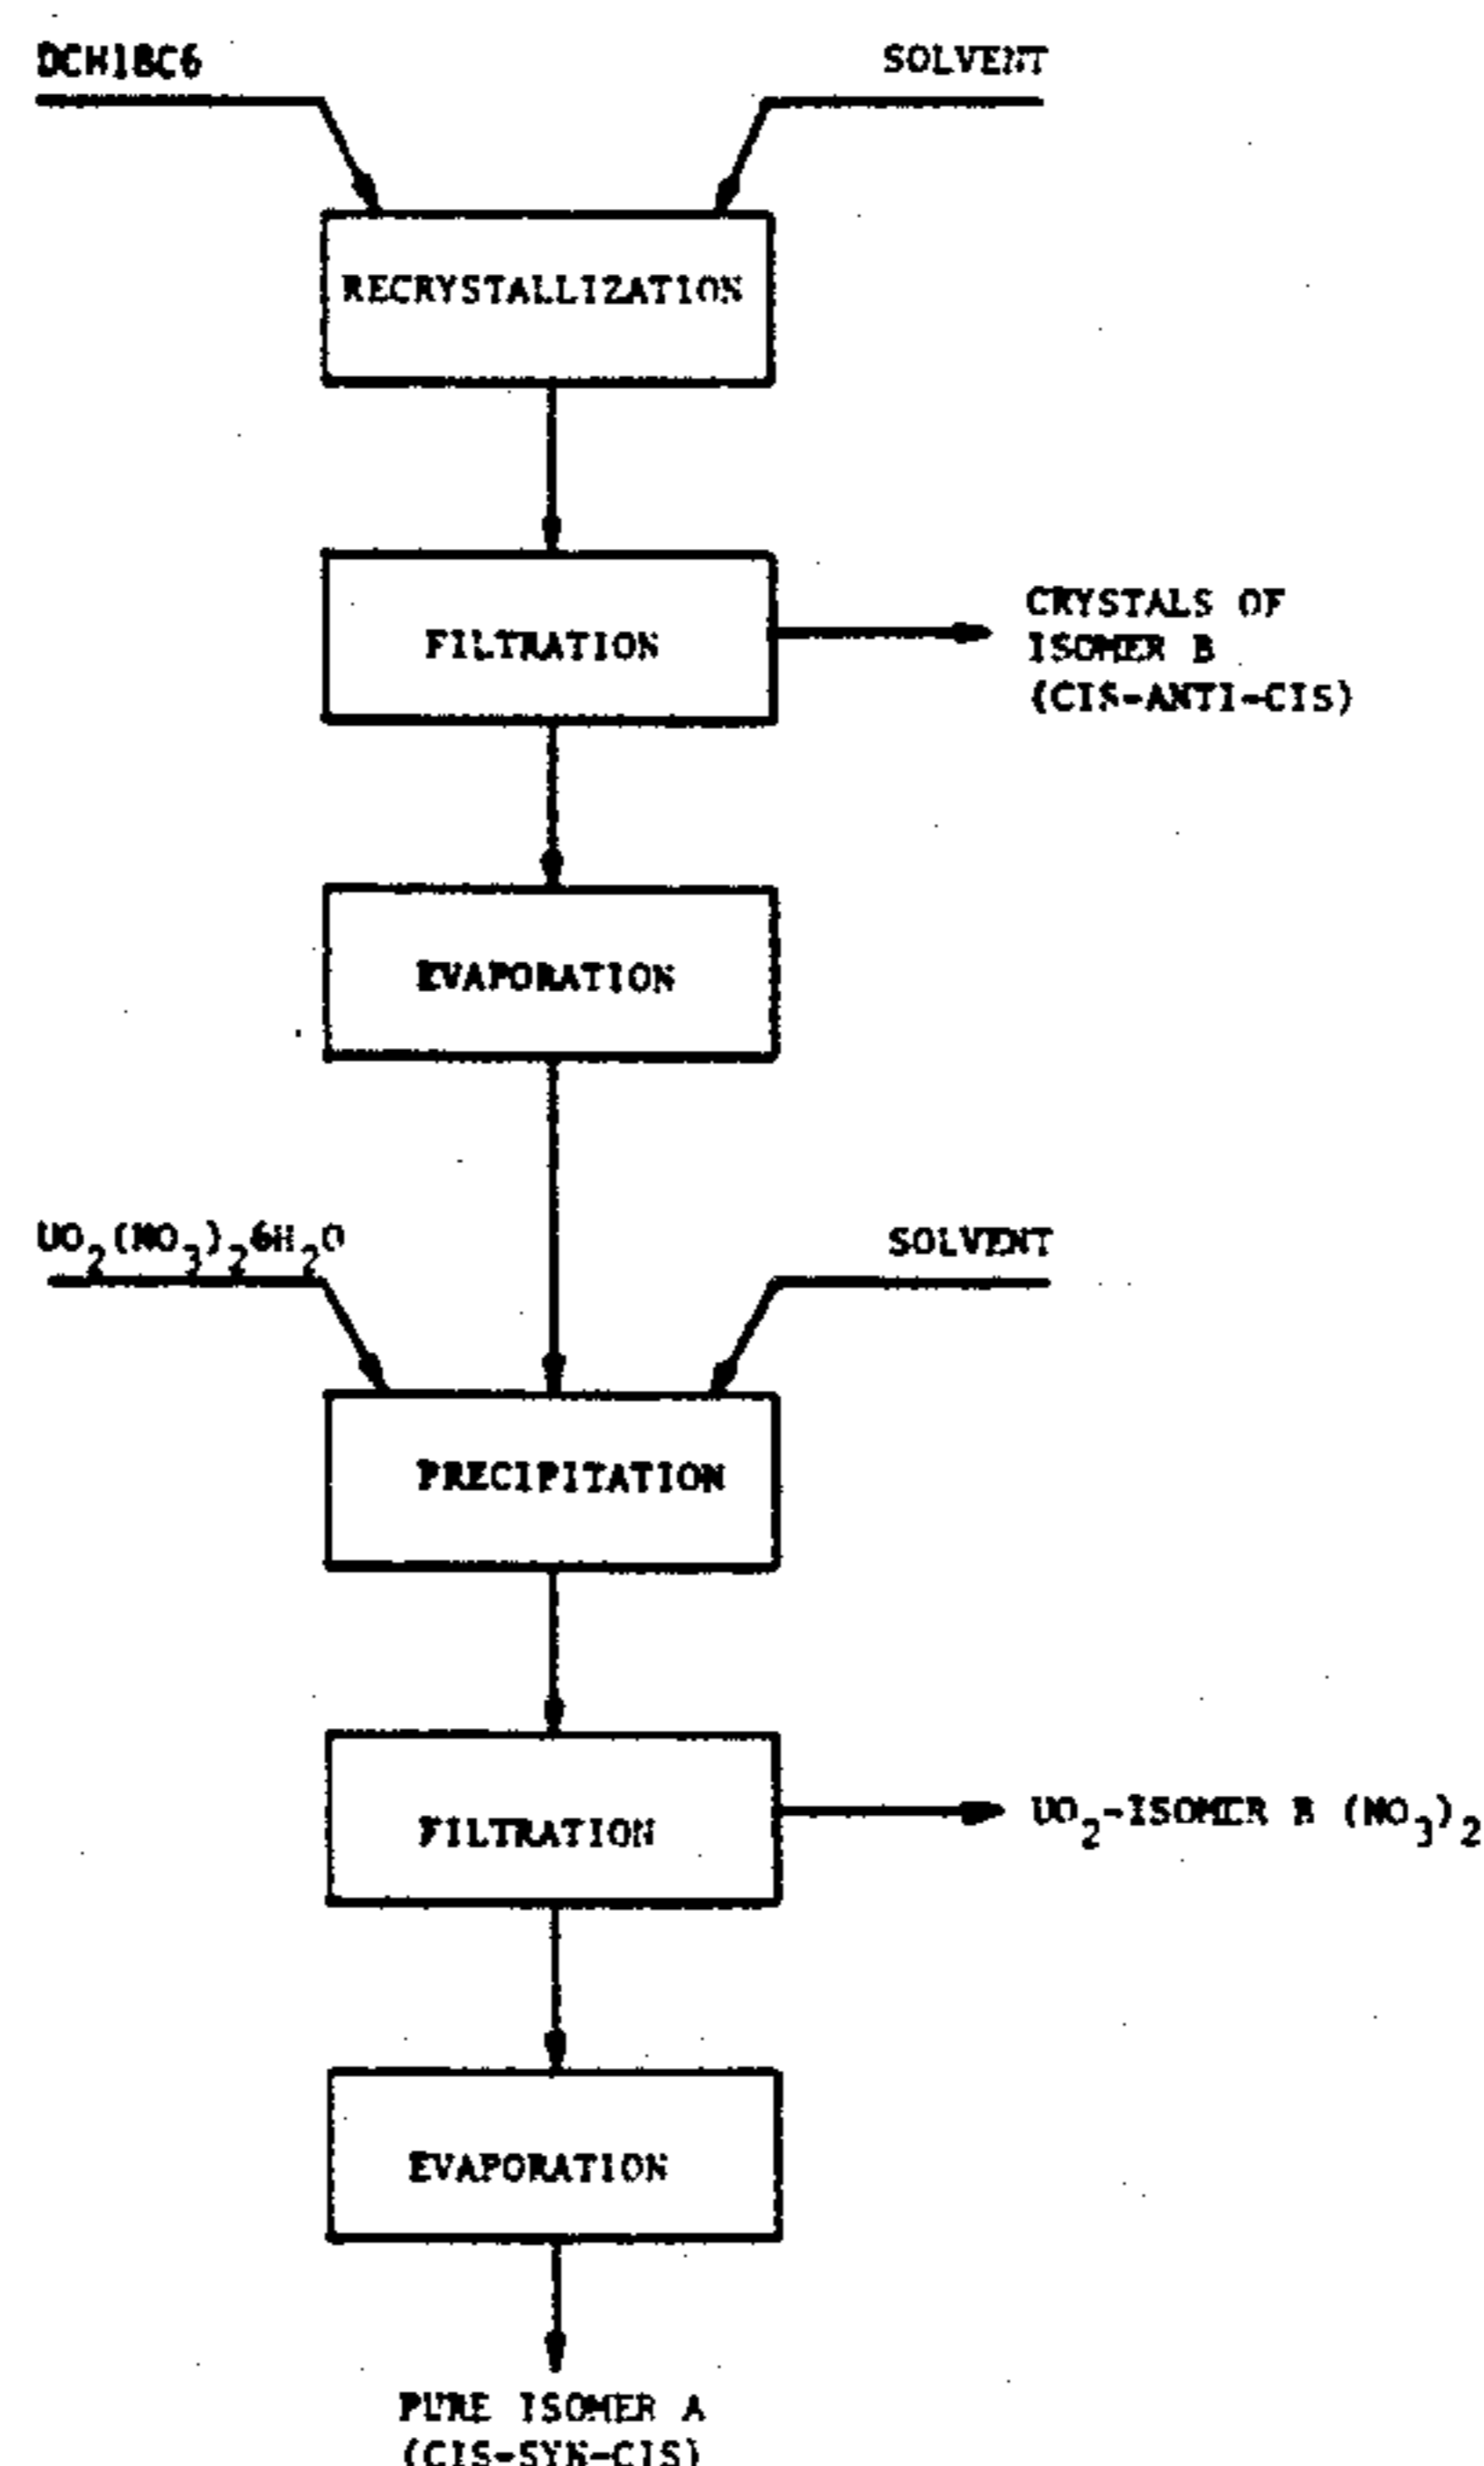 DCH18C6
SOLVENT
RECRYSTALLIZATION
FILTRATION
CRYSTALS OF
ISOMER B
(CIS-ANTI-CIS)
EVAPORATION
UO2(NO3)26H2O
SOLVENT
PRECIPITATION
FILTRATION
UO2-ISOMER B (NO3)2
EVAPORATION
PURE ISOMER A
(CIS-SYN-CIS)